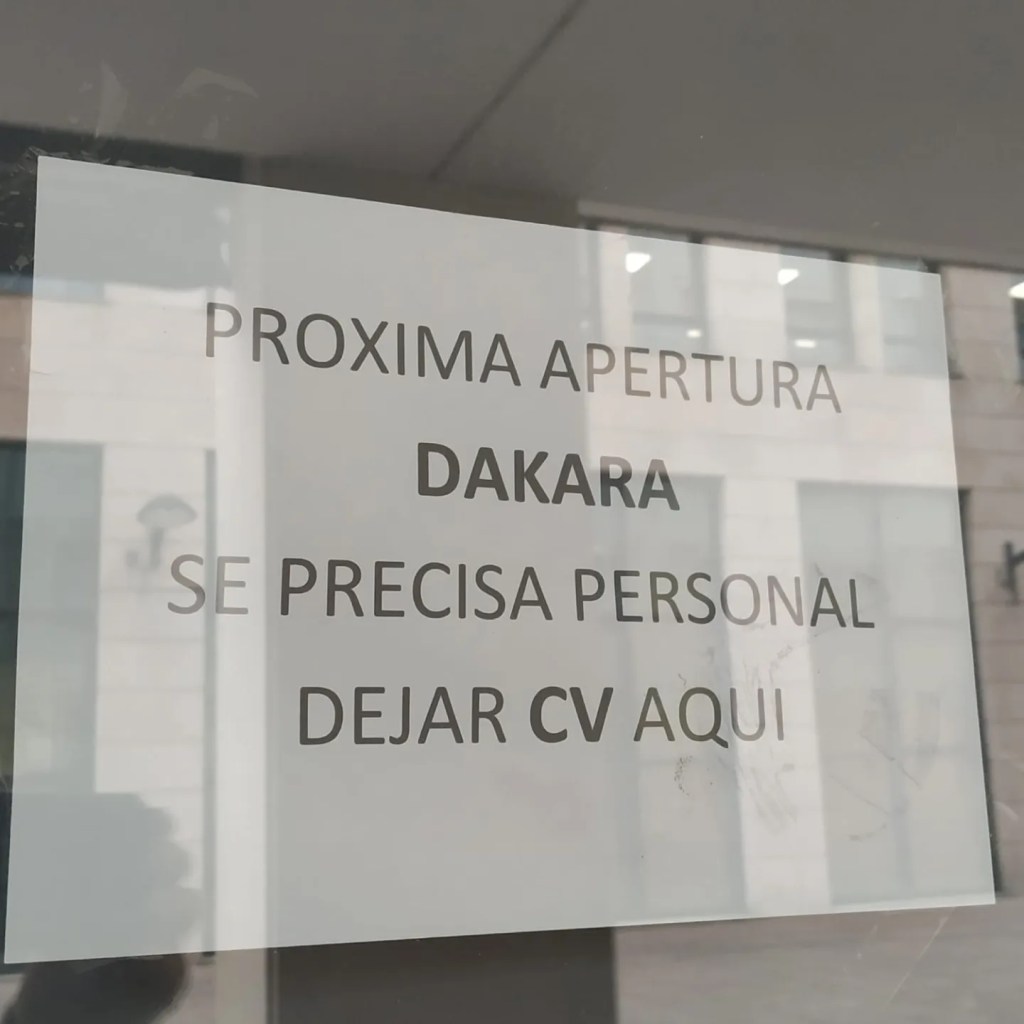 PROXIMA APERTURA
DAKARA
SE PRECISA PERSONAL
DEJAR CV AQUI